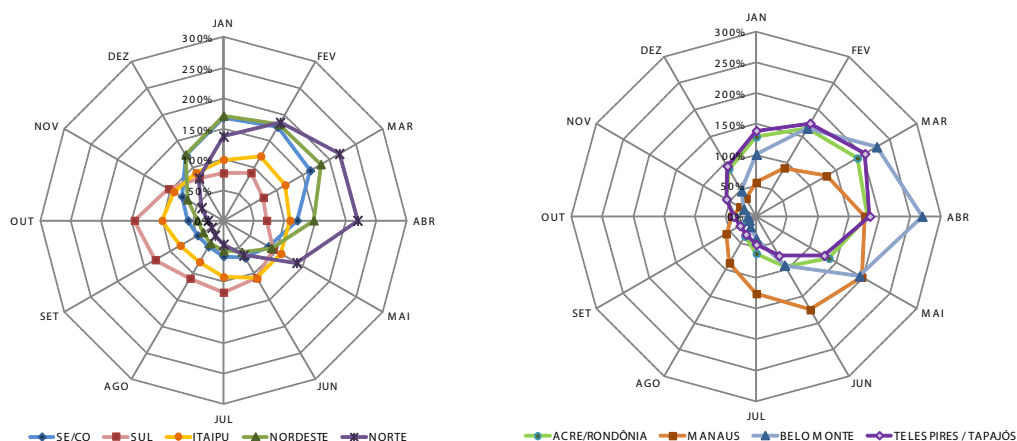 JAN
FEV
MAR
ABR
MAI
JUN
JUL
AGO
SET
OUT
NOV
DEZ
300%
250%
200%
150%
100%
50%
0%
SE/CO SUL ITAIPU NORDESTE NORTE
JAN
FEV
MAR
ABR
MAI
JUN
JUL
AGO
SET
OUT
NOV
DEZ
300%
250%
200%
150%
100%
50%
0%
ACRE/RONDÔNIA MANAUS BELO MONTE TELES PIRES / TAPAJÓS